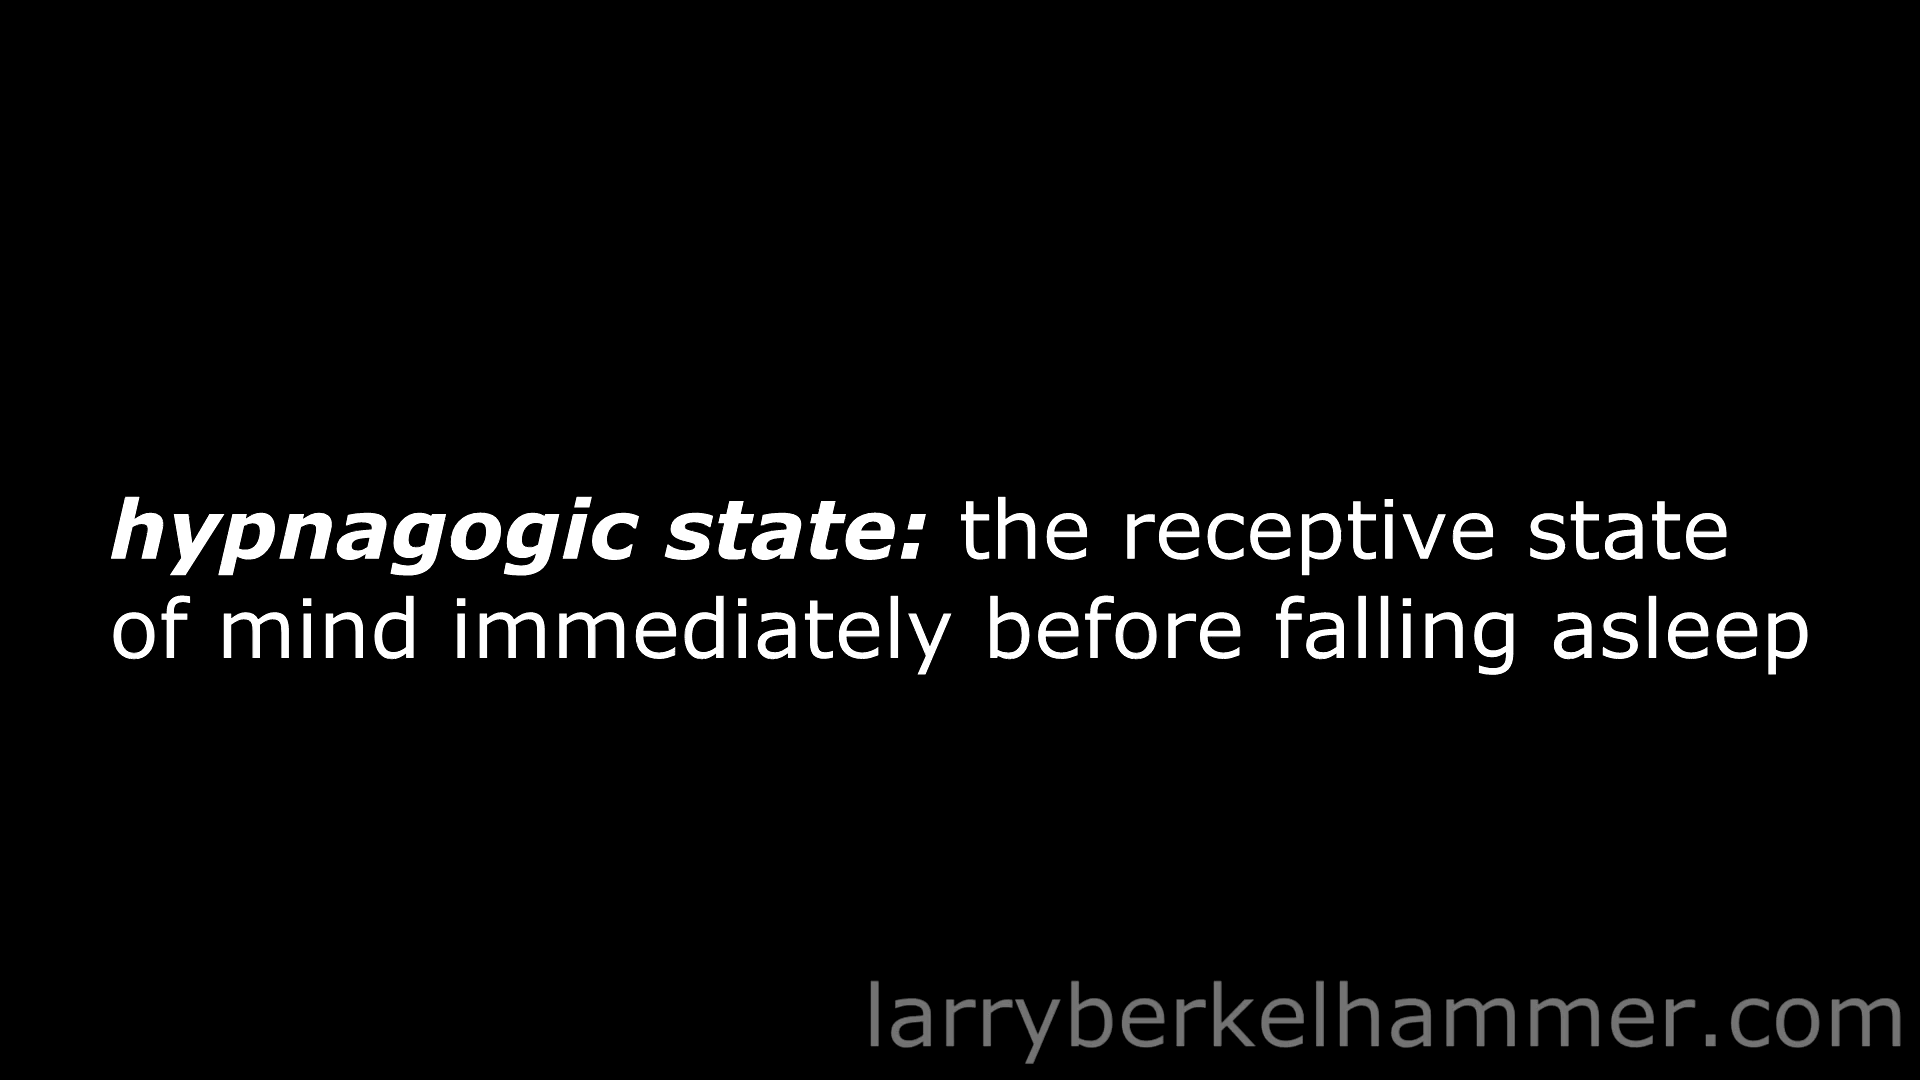 hypnagogic state: the receptive state
of mind immediately before falling asleep
larryberkelhammer.com